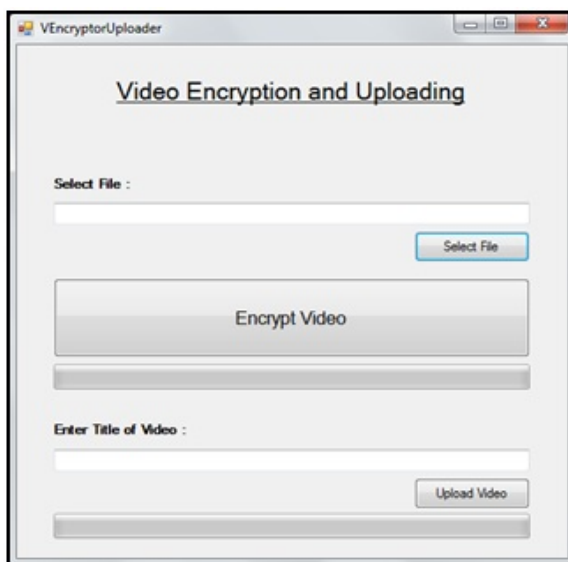 VEncryptorUploader
Video Encryption and Uploading
Select File :
Select File
Encrypt Video
Enter Title of Video :
Upload Video